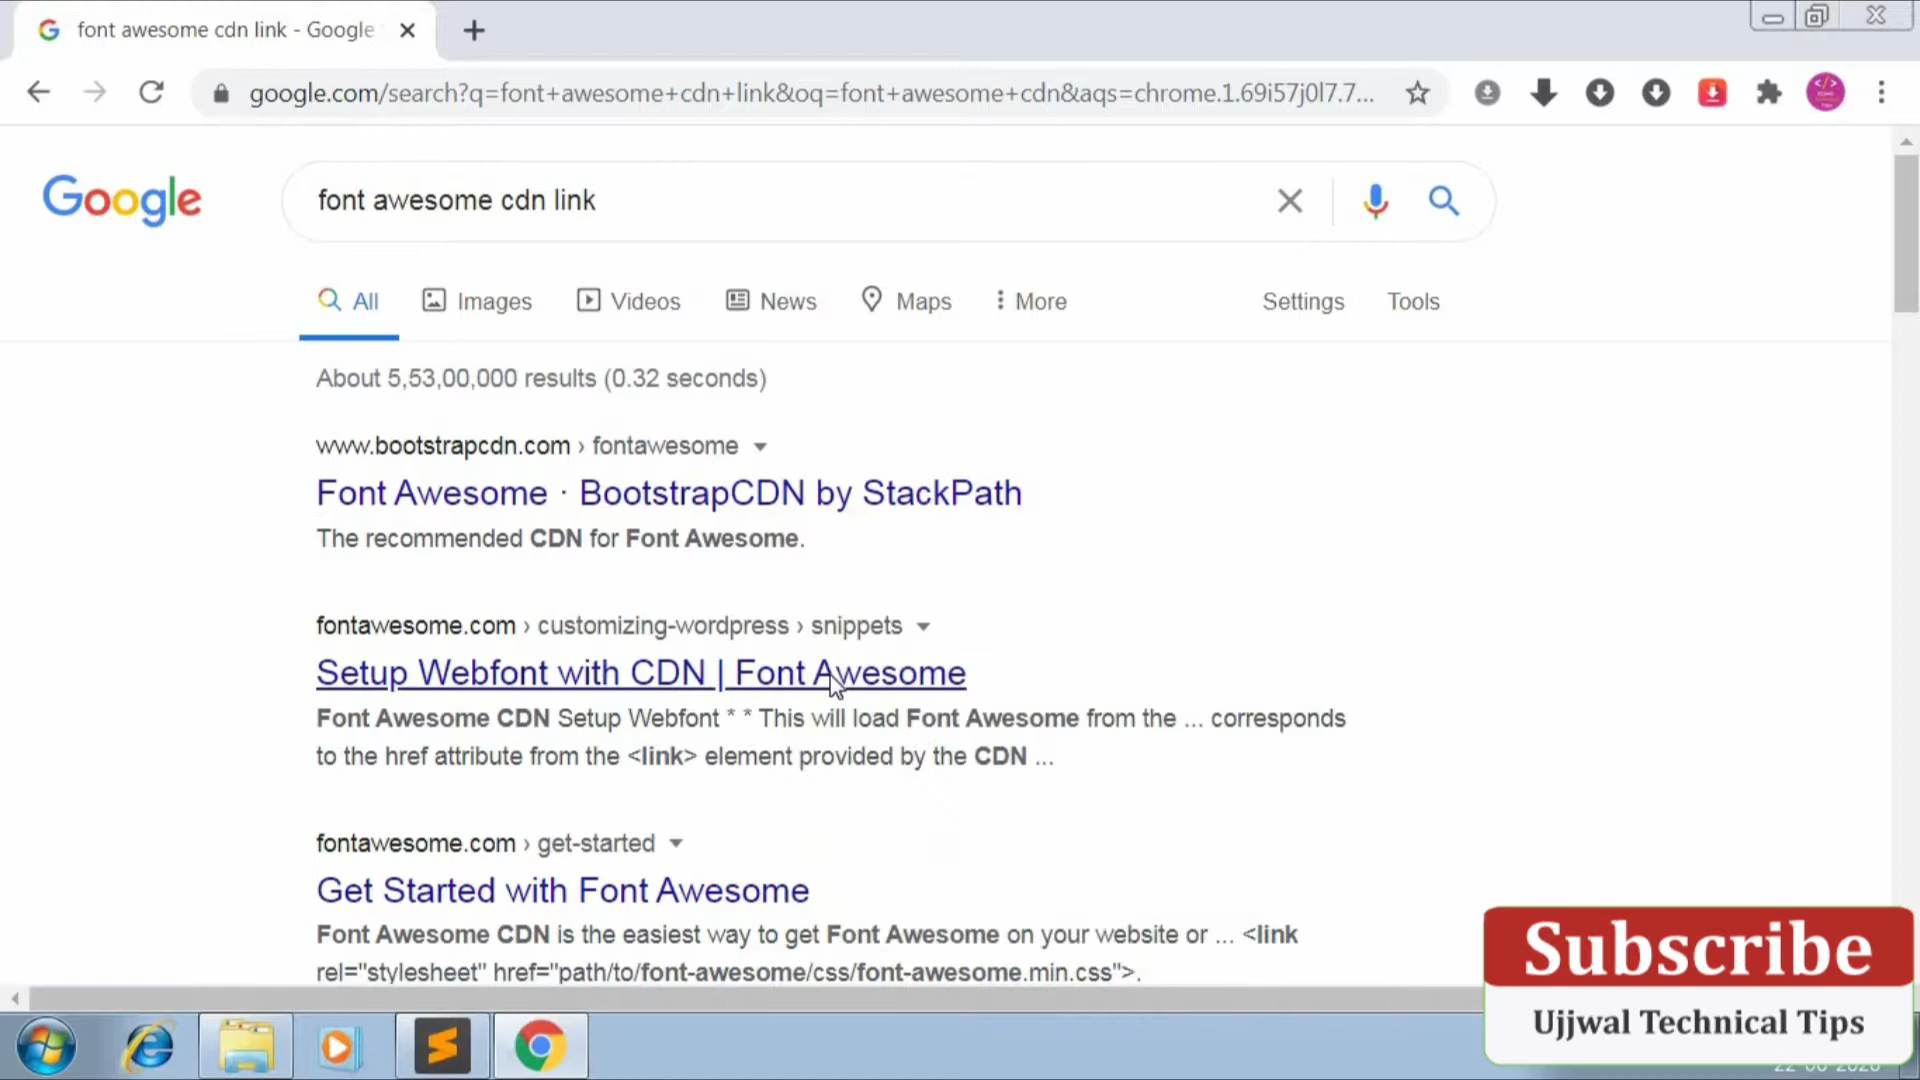 font awesome cdn link - Google
google.com/search?q=font+awesome+cdn+link&oq=font+awesome+cdn&aqs=chrome.1.69i57j0l7.7...
Google
font awesome cdn link
All
Images
Videos
News
Maps
More
Settings
Tools
About 5,53,00,000 results (0.32 seconds)
www.bootstrapcdn.com › fontawesome
Font Awesome · BootstrapCDN by StackPath
The recommended CDN for Font Awesome.
fontawesome.com › customizing-wordpress › snippets
Setup Webfont with CDN | Font Awesome
Font Awesome CDN Setup Webfont * * This will load Font Awesome from the ... corresponds
to the href attribute from the <link> element provided by the CDN ...
fontawesome.com › get-started
Get Started with Font Awesome
Font Awesome CDN is the easiest way to get Font Awesome on your website or ... <link
rel="stylesheet" href="path/to/font-awesome/css/font-awesome.min.css">.
Subscribe
Ujjwal Technical Tips